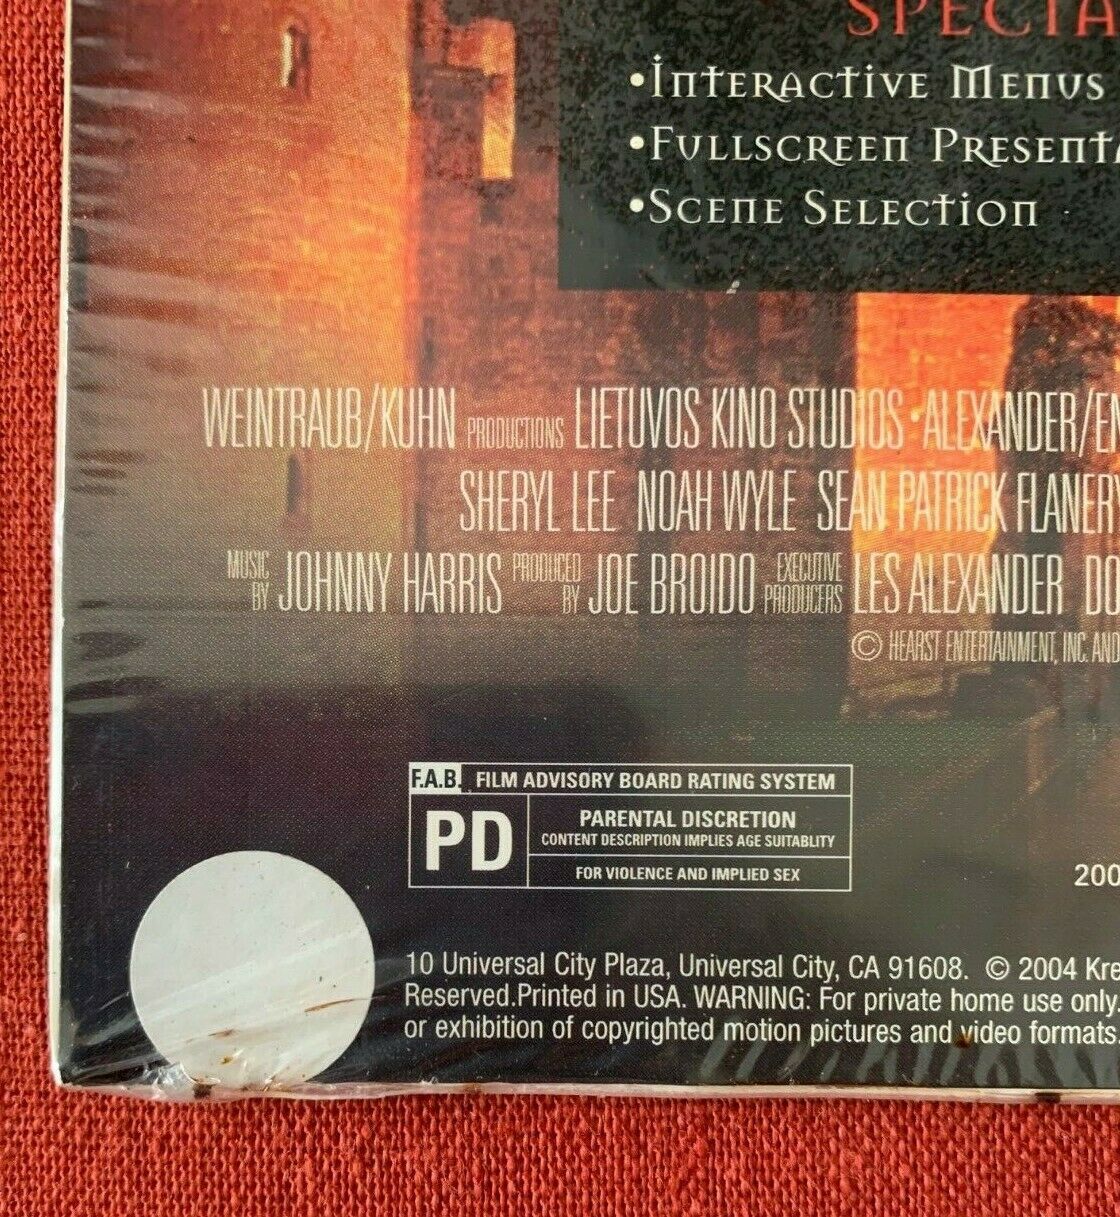 SPECIA
•INTERACTIVE MENUS
•FULLSCREEN PRESENTA
•SCENE SELECTION
WEINTRAUB/KUHN PRODUCTIONS LIETUVOS KINO STUDIOS • ALEXANDER/EN
SHERYL LEE NOAH WYLE SEAN PATRICK FLANERY
MUSIC BY JOHNNY HARRIS PRODUCED BY JOE BROIDO EXECUTIVE PRODUCERS LES ALEXANDER DO
© HEARST ENTERTAINMENT, INC. AND
F.A.B. FILM ADVISORY BOARD RATING SYSTEM
PD
PARENTAL DISCRETION
CONTENT DESCRIPTION IMPLIES AGE SUITABLITY
FOR VIOLENCE AND IMPLIED SEX
200
10 Universal City Plaza, Universal City, CA 91608. © 2004 Kre
Reserved.Printed in USA. WARNING: For private home use only
or exhibition of copyrighted motion pictures and video formats.